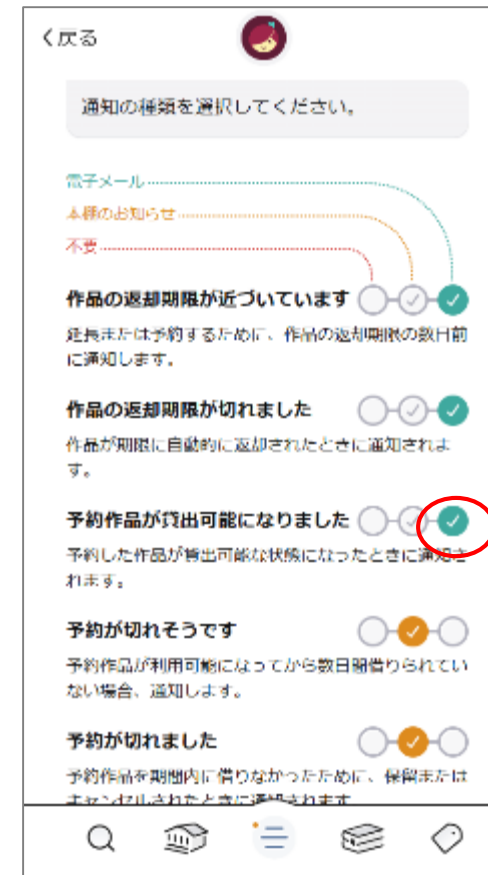 戻る
通知の種類を選択してください。
電子メール
本棚のお知らせ
不要
作品の返却期限が近づいています
延長または予約するために、作品の返却期限の数日前
に通知します。
作品の返却期限が切れました
作品が期限に自動的に返却されたときに通知されま
す。
予約作品が貸出可能になりました
予約した作品が貸出可能な状態になったときに通知さ
れます。
予約が切れそうです
予約作品が利用可能になってから数日間借りられてい
ない場合、通知します。
予約が切れました
予約作品を期間内に借りなかったために、保留または
キャンセルされたときに通知されます